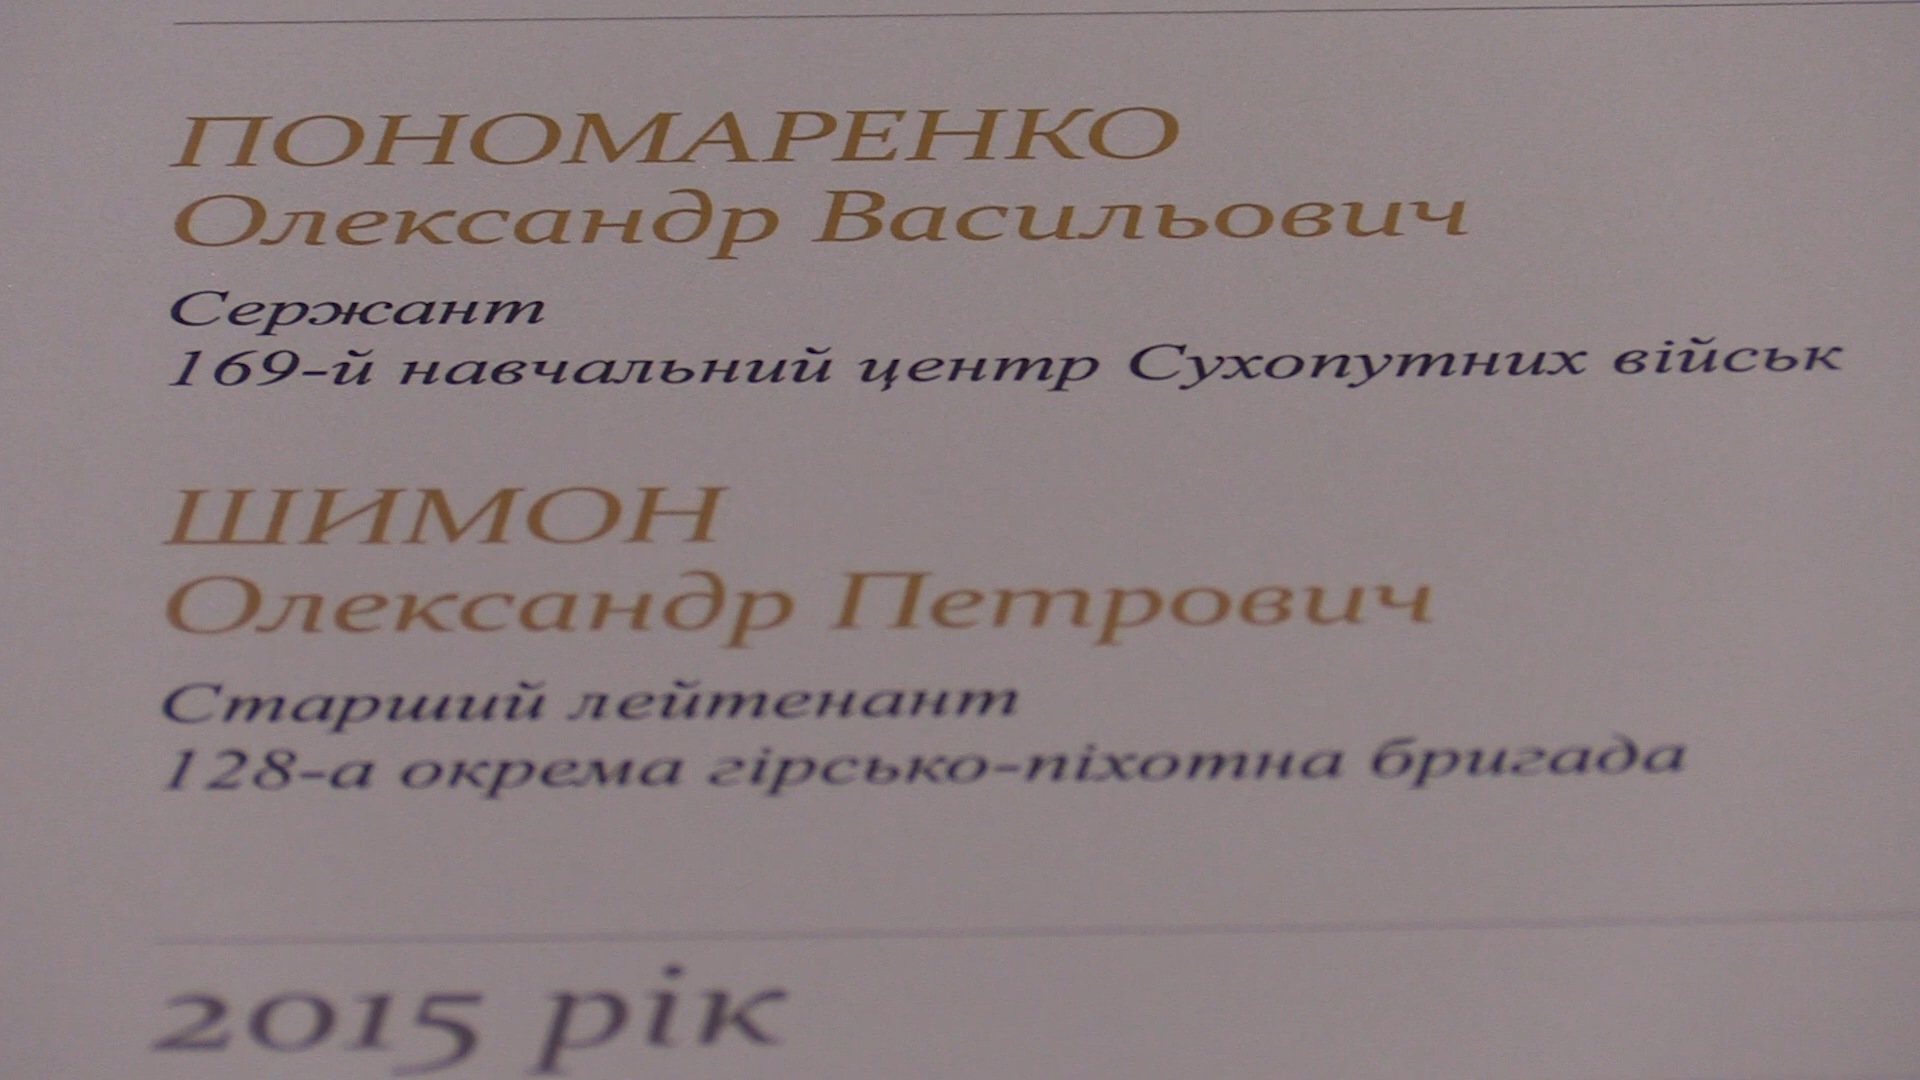 ПОНОМАРЕНКО
Олександр Васильович
Сержант
169-й навчальний центр Сухопутних військ
ШИМОН
Олександр Петрович
Старший лейтенант
128-а окрема гірсько-піхотна бригада
2015 рік